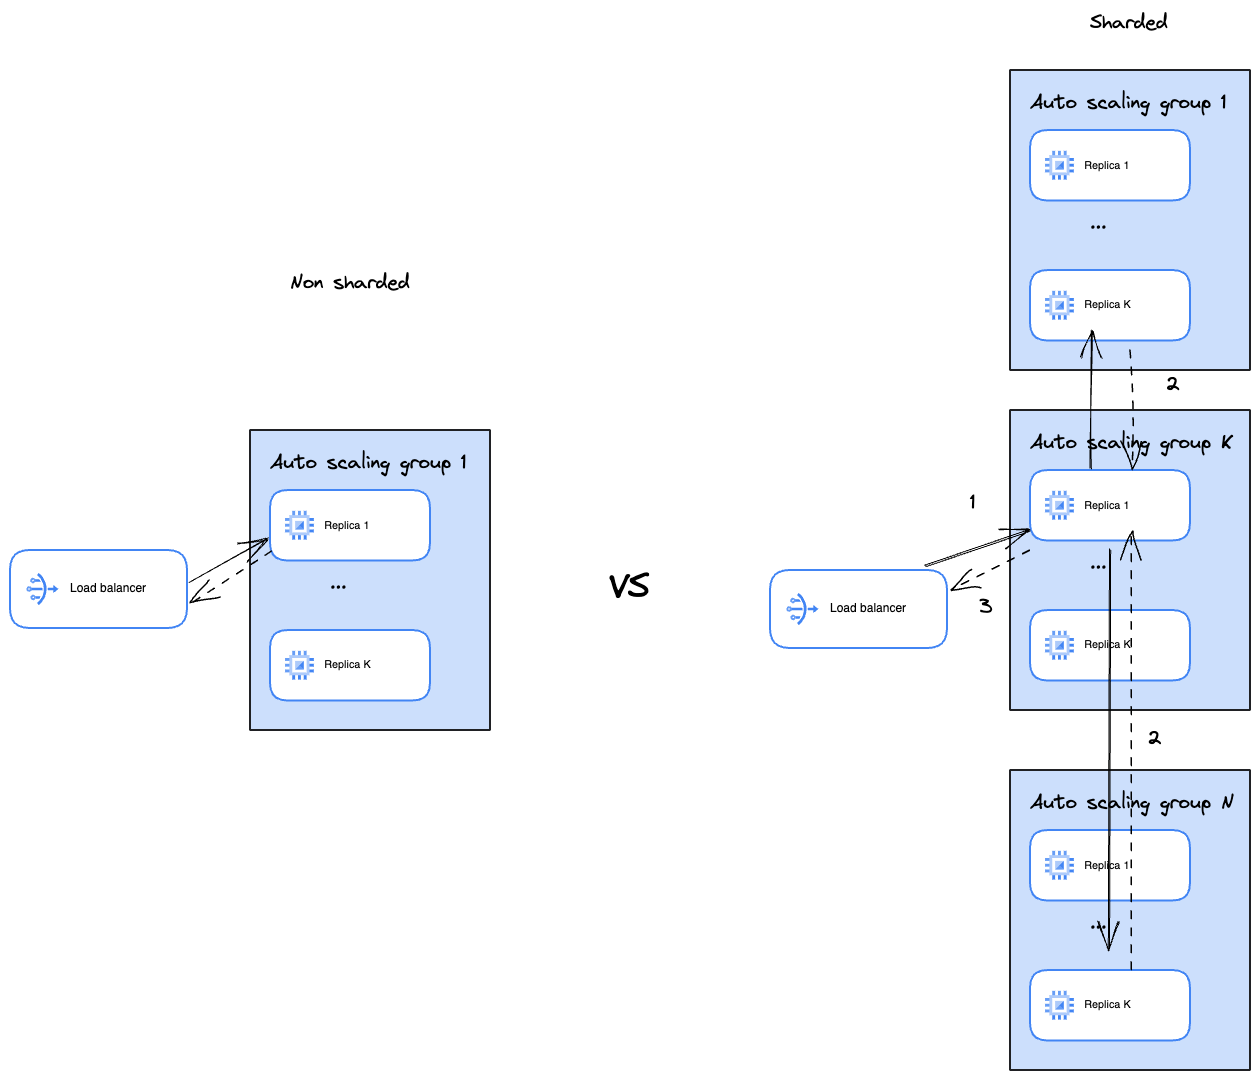 Non sharded
Auto scaling group 1
Replica 1
...
Replica K
Load balancer
VS
Sharded
Auto scaling group 1
Replica 1
...
Replica K
2
Auto scaling group K
Replica 1
...
Replica K
1
3
Load balancer
2
Auto scaling group N
Replica 1
...
Replica K